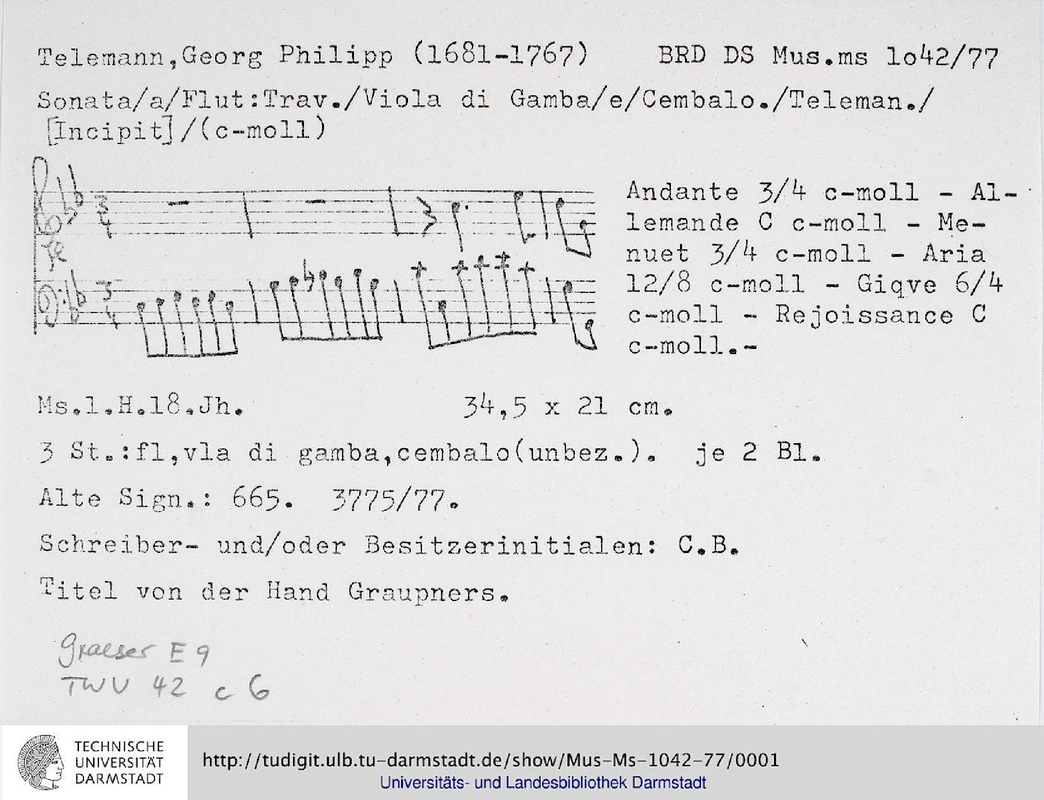 Telemann,Georg Philipp (1681-1767) BRD DS Mus.ms 1o42/77
Sonata/a/Flut:Trav./Viola di Gamba/e/Cembalo./Teleman./
[Incipit]/(c-moll)
Andante 3/4 c-moll - Al-
lemande C c-moll - Me-
nuet 3/4 c-moll - Aria
12/8 c-moll - Giqve 6/4
c-moll - Rejoissance C
c-moll.-
Ms.1.H.18.Jh. 34,5 x 21 cm.
3 St.:fl,vla di gamba,cembalo(unbez.). je 2 Bl.
Alte Sign.: 665. 3775/77.
Schreiber- und/oder Besitzerinitialen: C.B.
Titel von der Hand Graupners.
Graeser E 9
TWV 42 c 6
TECHNISCHE
UNIVERSITÄT
DARMSTADT
http://tudigit.ulb.tu-darmstadt.de/show/Mus-Ms-1042-77/0001
Universitäts- und Landesbibliothek Darmstadt